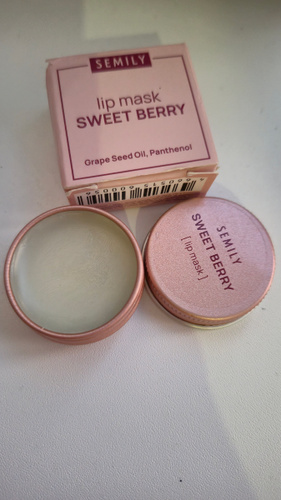 SEMILY
lip mask
SWEET BERRY
Grape Seed Oil, Panthenol
SEMILY
SWEET BERRY
[ lip mask ]